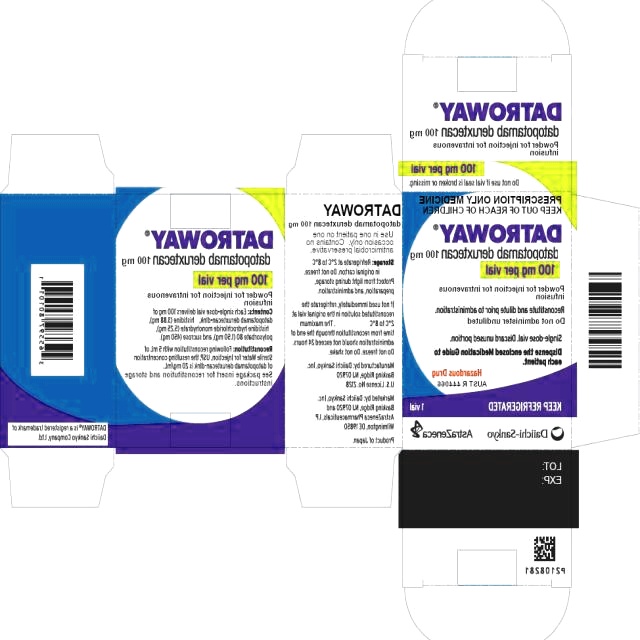 DATROWAY®
datopotamab deruxtecan 100 mg
Powder for injection for intravenous
infusion
100 mg per vial
Do not use if seal is broken or missing.
PRESCRIPTION ONLY MEDICINE
KEEP OUT OF REACH OF CHILDREN
DATROWAY®
datopotamab deruxtecan 100 mg
100 mg per vial
Powder for injection for intravenous
infusion
Reconstitute and dilute prior to administration.
Do not administer undiluted
Single-dose vial. Discard unused portion
Dispense the enclosed Medication Guide to
each patient.
Hazardous Drug
AUST R 444066
KEEP REFRIGERATED
1 vial
Daiichi-Sankyo
AstraZeneca
LOT:
EXP:
P2108281
DATROWAY
datopotamab deruxtecan 100 mg
Use in one patient on one
occasion only. Contains no
antimicrobial preservative.
Storage: Refrigerate at 2°C to 8°C
in original in carton. Do not freeze.
Protect from light during storage,
preparation, and administration.
If not used immediately, refrigerate the
reconstituted solution in the original vial at
2°C to 8°C. The maximum
time from reconstitution through the end of
administration should not exceed 24 hours.
Do not freeze. Do not shake.
Manufactured by: Daiichi Sankyo, Inc.
Basking Ridge, NJ 07920
U.S. License No. 2128
Marketed by: Daiichi Sankyo, Inc.
Basking Ridge, NJ 07920 and
AstraZeneca Pharmaceuticals, LP,
Wilmington, DE 19850
Product of Japan
DATROWAY®
datopotamab deruxtecan 100 mg
100 mg per vial
Powder for injection for intravenous
infusion
Contents: Each single-dose vial delivers 100 mg of
datopotamab deruxtecan-dlnk, histidine (3.88 mg),
histidine hydrochloride monohydrate (5.25 mg),
polysorbate 80 (1.50 mg), and sucrose (450 mg).
Reconstitution: Following reconstitution with 5 mL of
Sterile Water for Injection, USP, the resulting concentration
of datopotamab deruxtecan-dlnk is 20 mg/mL.
See package insert for reconstitution and storage
instructions.
DATROWAY® is a registered trademark of
Daiichi Sankyo Company, Ltd.